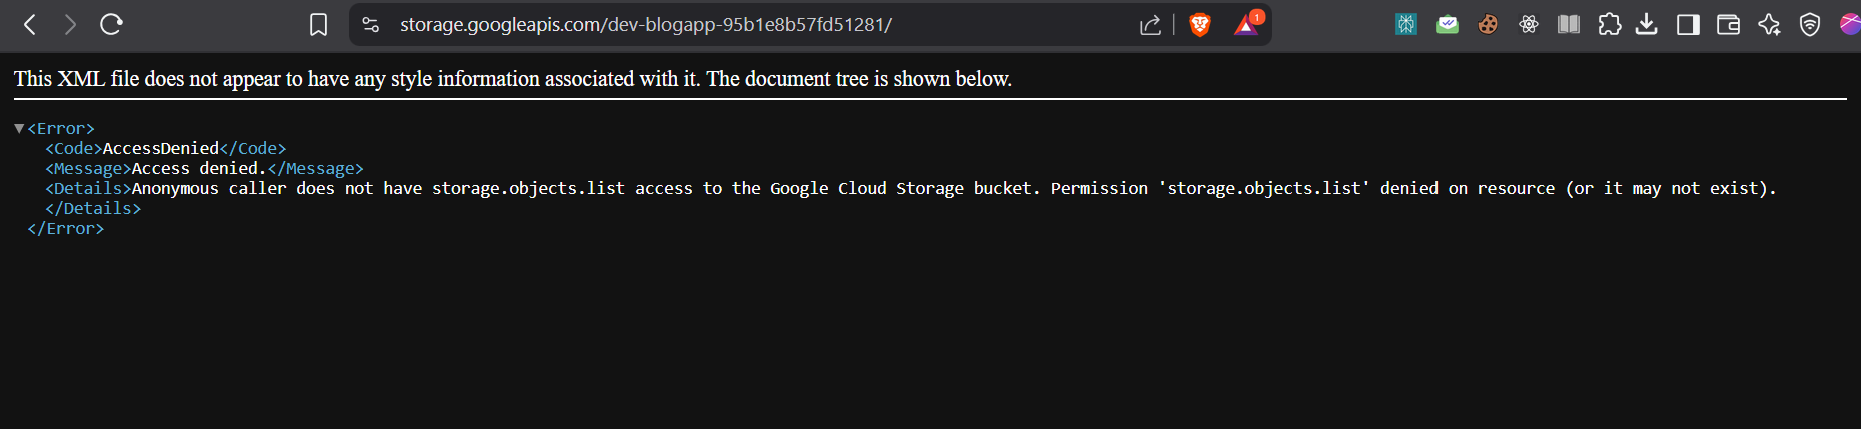 storage.googleapis.com/dev-blogapp-95b1e8b57fd51281/
1
This XML file does not appear to have any style information associated with it. The document tree is shown below.
▼<Error>
<Code>AccessDenied</Code>
<Message>Access denied.</Message>
<Details>Anonymous caller does not have storage.objects.list access to the Google Cloud Storage bucket. Permission 'storage.objects.list' denied on resource (or it may not exist).
</Details>
</Error>